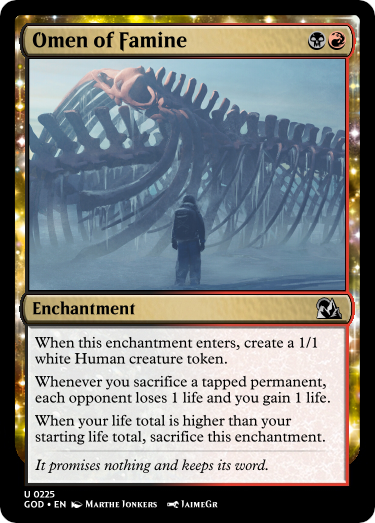 Omen of Famine
Enchantment
When this enchantment enters, create a 1/1
white Human creature token.
Whenever you sacrifice a tapped permanent,
each opponent loses 1 life and you gain 1 life.
When your life total is higher than your
starting life total, sacrifice this enchantment.
It promises nothing and keeps its word.
U 0225
GOD • EN Marthe Jonkers JaimeGr